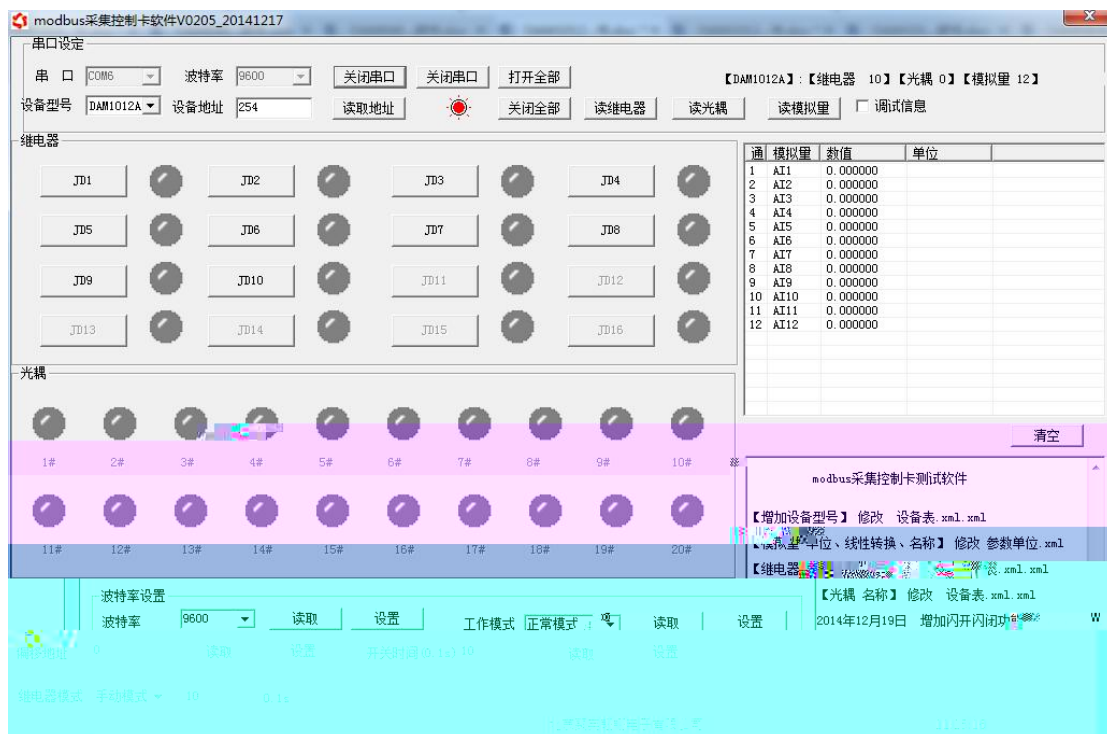 modbus采集控制卡软件V0205_20141217
串口设定
串 口 COM6 波特率 9600 关闭串口 关闭串口 打开全部 【DAM1012A】:【继电器 10】【光耦 0】【模拟量 12】
设备型号 DAM1012A 设备地址 254 读取地址 关闭全部 读继电器 读光耦 读模拟量 调试信息
继电器
JD1 JD2 JD3 JD4
JD5 JD6 JD7 JD8
JD9 JD10 JD11 JD12
JD13 JD14 JD15 JD16
通 模拟量 数值 单位
1 AI1 0.000000
2 AI2 0.000000
3 AI3 0.000000
4 AI4 0.000000
5 AI5 0.000000
6 AI6 0.000000
7 AI7 0.000000
8 AI8 0.000000
9 AI9 0.000000
10 AI10 0.000000
11 AI11 0.000000
12 AI12 0.000000
光耦
清空
1# 2# 3# 4# 5# 6# 7# 8# 9# 10#
11# 12# 13# 14# 15# 16# 17# 18# 19# 20#
modbus采集控制卡测试软件
【增加设备型号】 修改 设备表.xml.xml
【模拟量 单位、线性转换、名称】 修改 参数单位.xml
【继电器 .xml.xml
【光耦 名称】 修改 设备表.xml.xml
2014年12月19日 增加闪开闪闭功
波特率设置
波特率 9600 读取 设置 工作模式 正常模式 读取 设置
偏移地址 0 读取 设置 开关时间(0.1s) 10 读取 设置
继电器模式 手动模式 10 0.1s